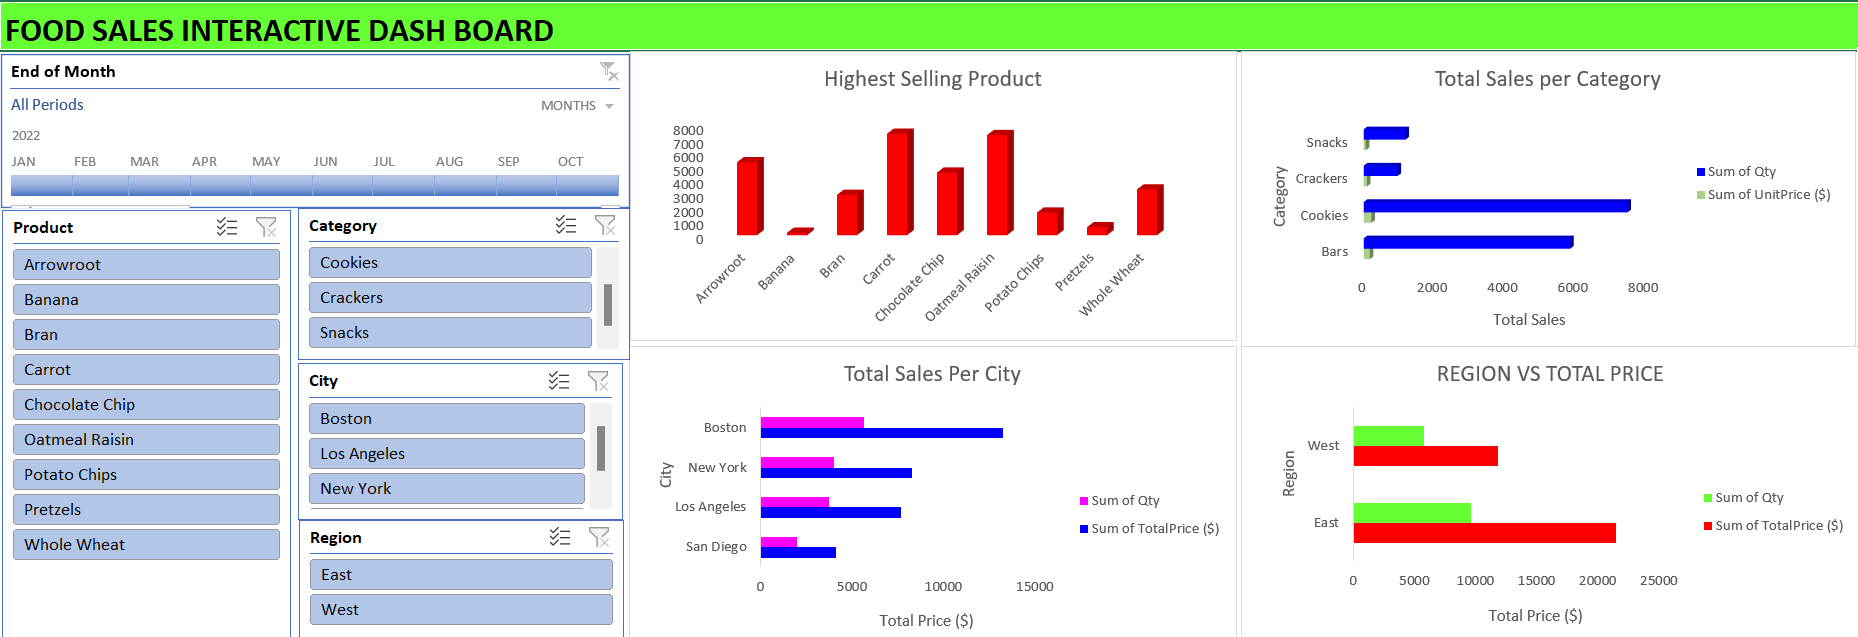 FOOD SALES INTERACTIVE DASH BOARD
End of Month
All Periods
MONTHS
2022
JAN FEB MAR APR MAY JUN JUL AUG SEP OCT
Product
Arrowroot
Banana
Bran
Carrot
Chocolate Chip
Oatmeal Raisin
Potato Chips
Pretzels
Whole Wheat
Category
Cookies
Crackers
Snacks
City
Boston
Los Angeles
New York
Region
East
West
Highest Selling Product
8000
7000
6000
5000
4000
3000
2000
1000
0
Arrowroot
Banana
Bran
Carrot
Chocolate Chip
Oatmeal Raisin
Potato Chips
Pretzels
Whole Wheat
Total Sales per Category
Category
Snacks
Crackers
Cookies
Bars
0 2000 4000 6000 8000
Total Sales
Sum of Qty
Sum of UnitPrice ($)
Total Sales Per City
City
Boston
New York
Los Angeles
San Diego
0 5000 10000 15000
Total Price ($)
Sum of Qty
Sum of TotalPrice ($)
REGION VS TOTAL PRICE
Region
West
East
0 5000 10000 15000 20000 25000
Total Price ($)
Sum of Qty
Sum of TotalPrice ($)